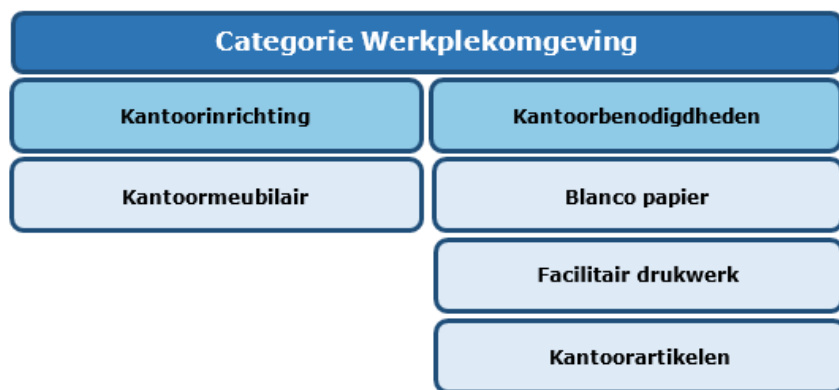 Categorie Werkplekomgeving
Kantoorinrichting
Kantoorbenodigdheden
Kantoormeubilair
Blanco papier
Facilitair drukwerk
Kantoorartikelen